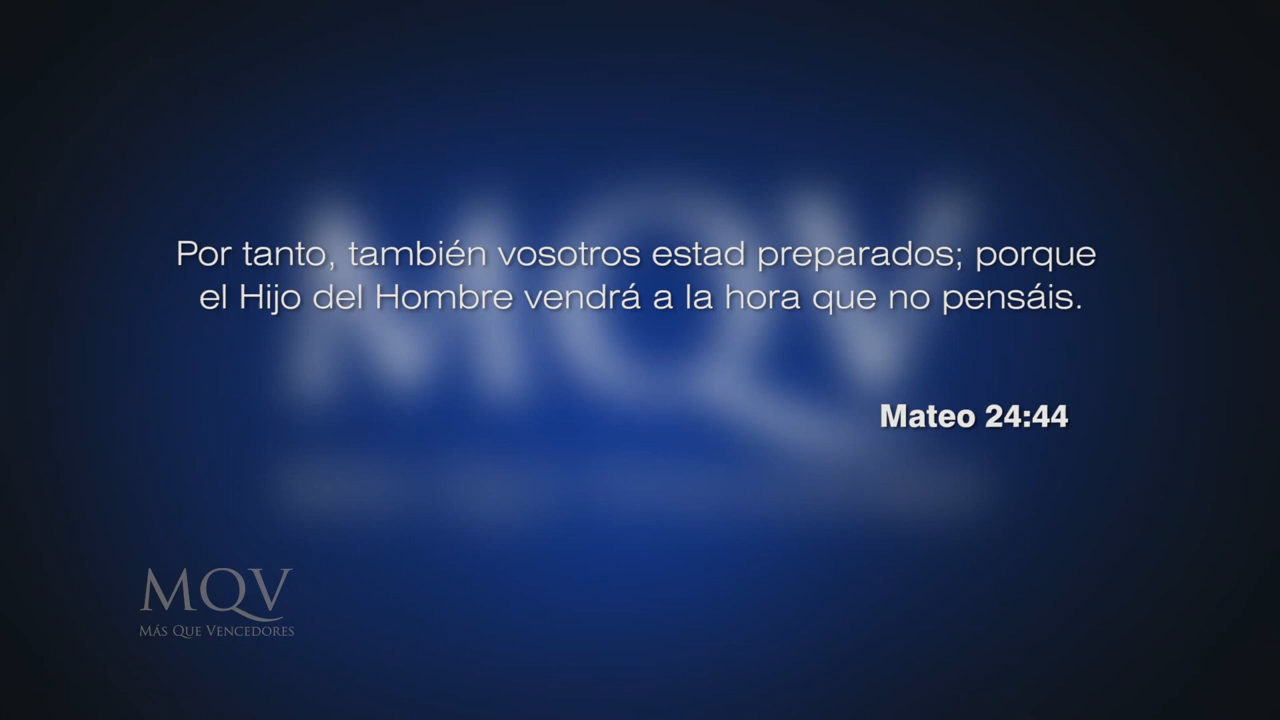 Por tanto, también vosotros estad preparados; porque
el Hijo del Hombre vendrá a la hora que no pensáis.
Mateo 24:44
MQV
MQV
MÁS QUE VENCEDORES